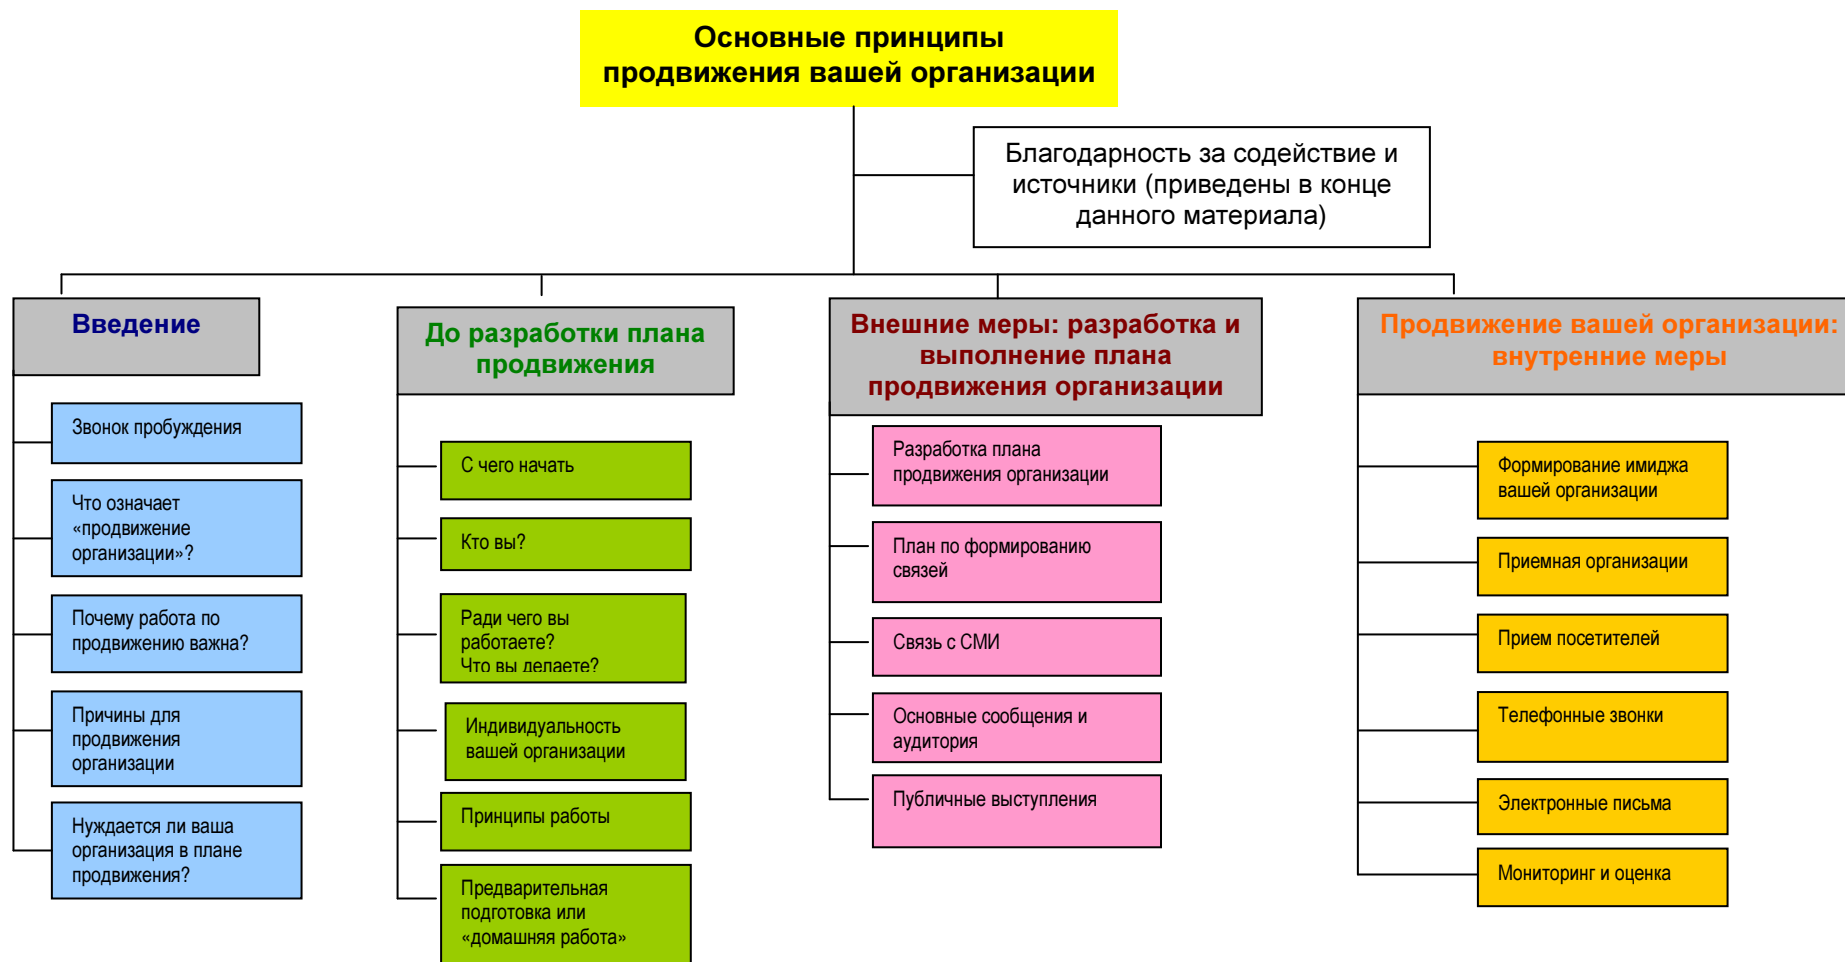 Основные принципы
продвижения вашей организации
Благодарность за содействие и
источники (приведены в конце
данного материала)
Введение
Звонок пробуждения
Что означает
«продвижение
организации»?
Почему работа по
продвижению важна?
Причины для
продвижения
организации
Нуждается ли ваша
организация в плане
продвижения?
До разработки плана
продвижения
С чего начать
Кто вы?
Ради чего вы
работаете?
Что вы делаете?
Индивидуальность
вашей организации
Принципы работы
Предварительная
подготовка или
«домашняя работа»
Внешние меры: разработка и
выполнение плана
продвижения организации
Разработка плана
продвижения организации
План по формированию
связей
Связь с СМИ
Основные сообщения и
аудитория
Публичные выступления
Продвижение вашей организации:
внутренние меры
Формирование имиджа
вашей организации
Приемная организации
Прием посетителей
Телефонные звонки
Электронные письма
Мониторинг и оценка